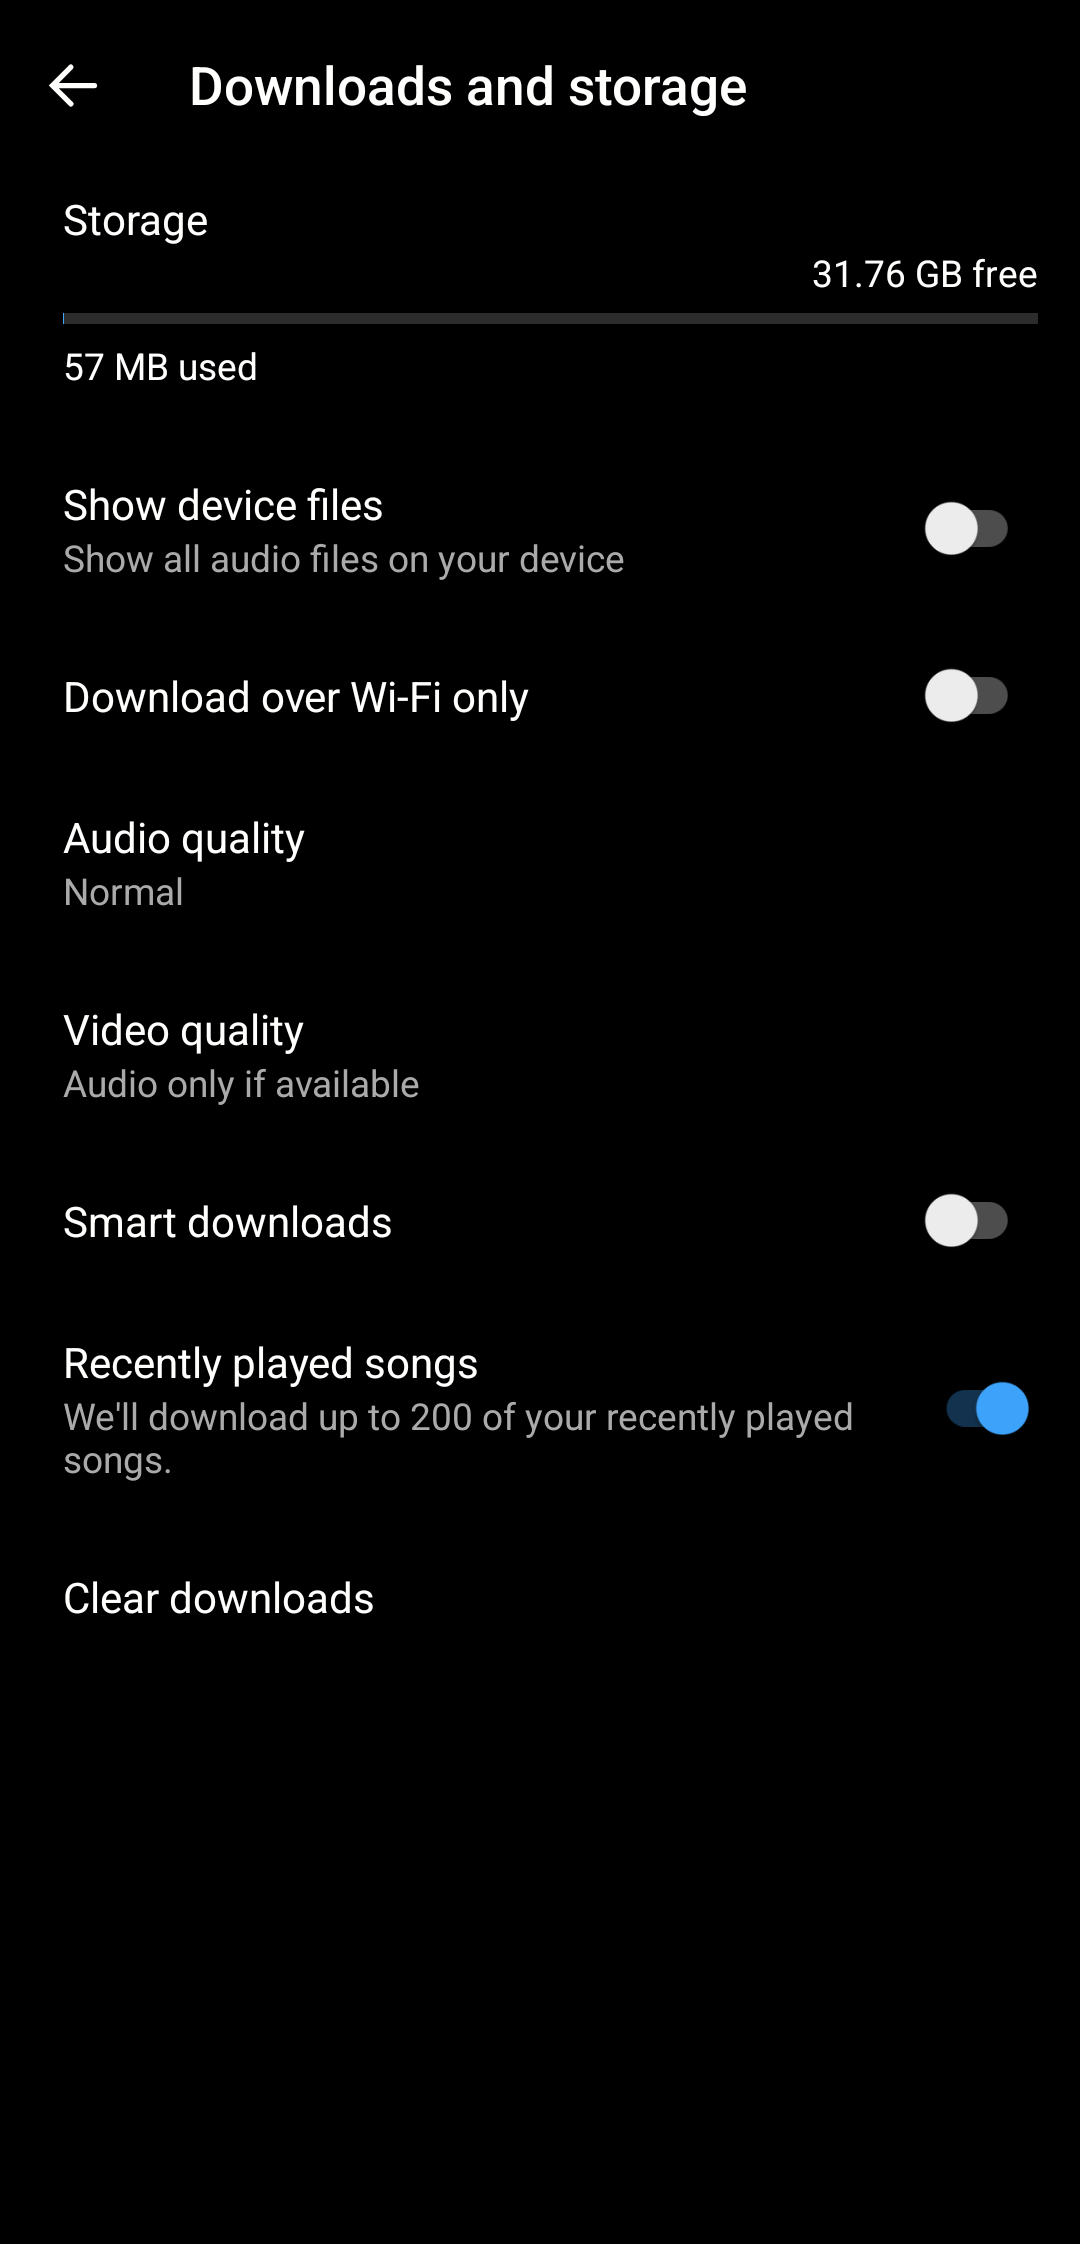 Downloads and storage
Storage
31.76 GB free
57 MB used
Show device files
Show all audio files on your device
Download over Wi-Fi only
Audio quality
Normal
Video quality
Audio only if available
Smart downloads
Recently played songs
We'll download up to 200 of your recently played
songs.
Clear downloads